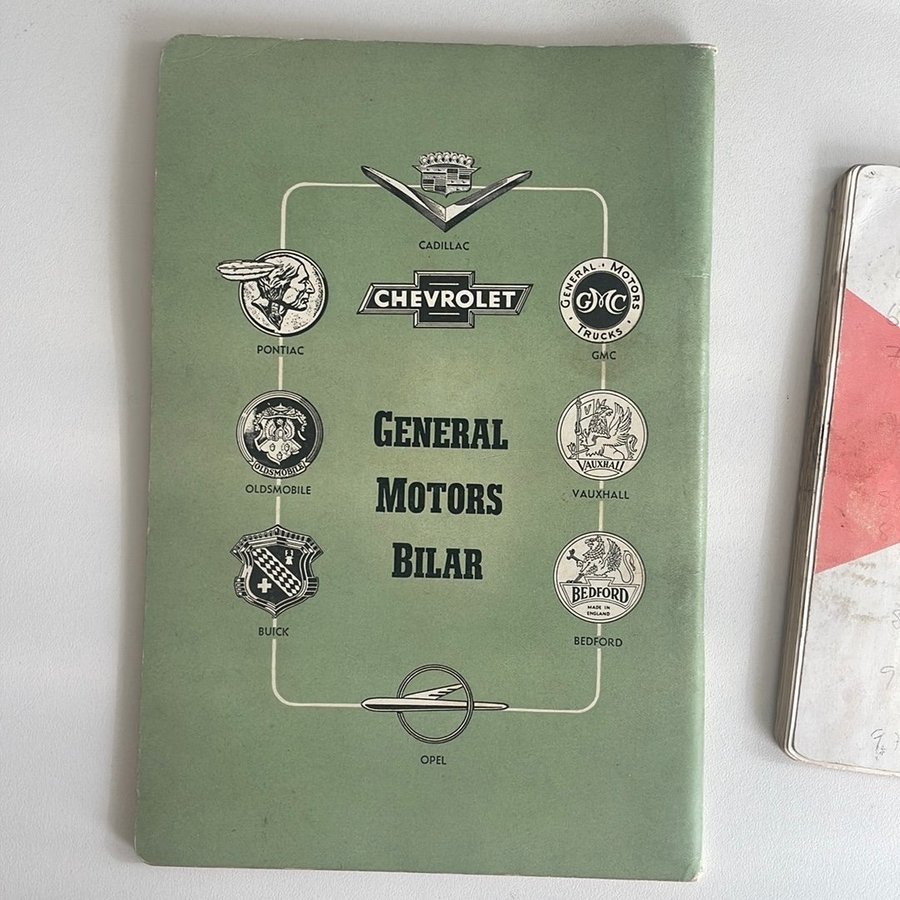 CADILLAC
CHEVROLET
PONTIAC
GENERAL MOTORS
GMC
TRUCKS
GMC
OLDSMOBILE
OLDSMOBILE
VAUXHALL
VAUXHALL
GENERAL
MOTORS
BILAR
BUICK
BEDFORD
MADE IN
ENGLAND
BEDFORD
OPEL